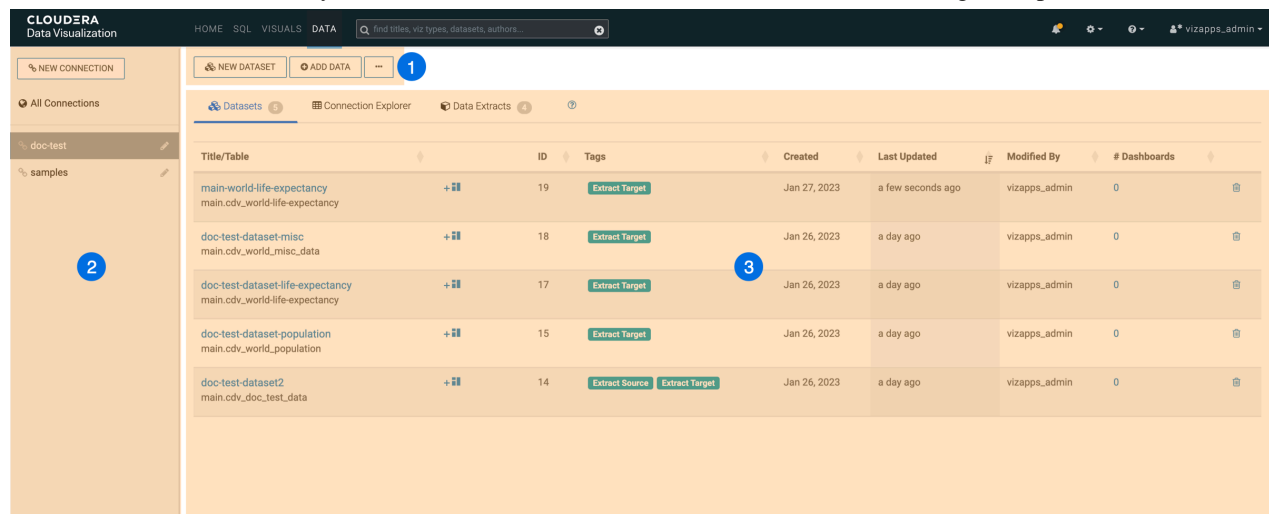 CLOUDERA
Data Visualization
HOME SQL VISUALS DATA find titles, viz types, datasets, authors... vizapps_admin
NEW CONNECTION
NEW DATASET ADD DATA ... 1
All Connections
Datasets 5 Connection Explorer Data Extracts 4
doc-test
samples
Title/Table ID Tags Created Last Updated Modified By # Dashboards
main-world-life-expectancy 19 Extract Target Jan 27, 2023 a few seconds ago vizapps_admin 0
main.cdv_world-life-expectancy
doc-test-dataset-misc 18 Extract Target Jan 26, 2023 a day ago vizapps_admin 0
main.cdv_world_misc_data
2
3
doc-test-dataset-life-expectancy 17 Extract Target Jan 26, 2023 a day ago vizapps_admin 0
main.cdv_world-life-expectancy
doc-test-dataset-population 15 Extract Target Jan 26, 2023 a day ago vizapps_admin 0
main.cdv_world_population
doc-test-dataset2 14 Extract Source Extract Target Jan 26, 2023 a day ago vizapps_admin 0
main.cdv_doc_test_data